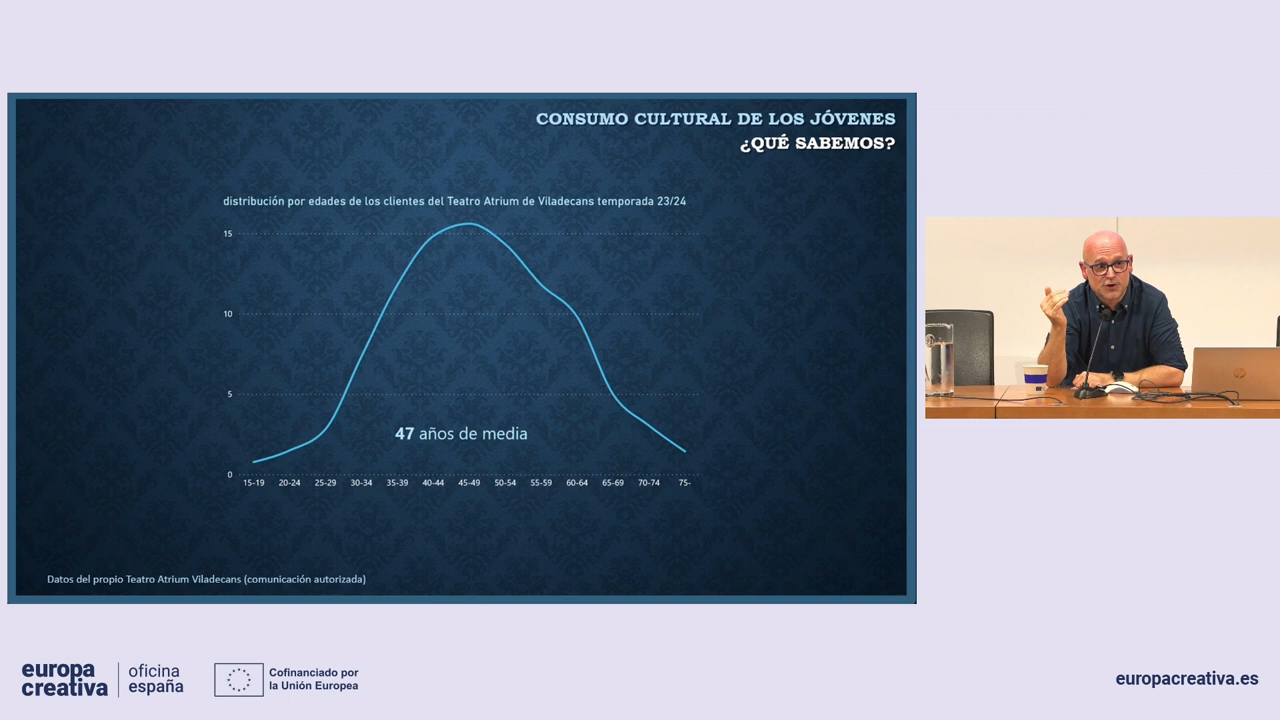 CONSUMO CULTURAL DE LOS JÓVENES
¿QUÉ SABEMOS?
distribución por edades de los clientes del Teatro Atrium de Viladecans temporada 23/24
15
10
5
0
47 años de media
15-19 20-24 25-29 30-34 35-39 40-44 45-49 50-54 55-59 60-64 65-69 70-74 75-
Datos del propio Teatro Atrium Viladecans (comunicación autorizada)
europa
creativa
oficina
españa
Cofinanciado por
la Unión Europea
europacreativa.es